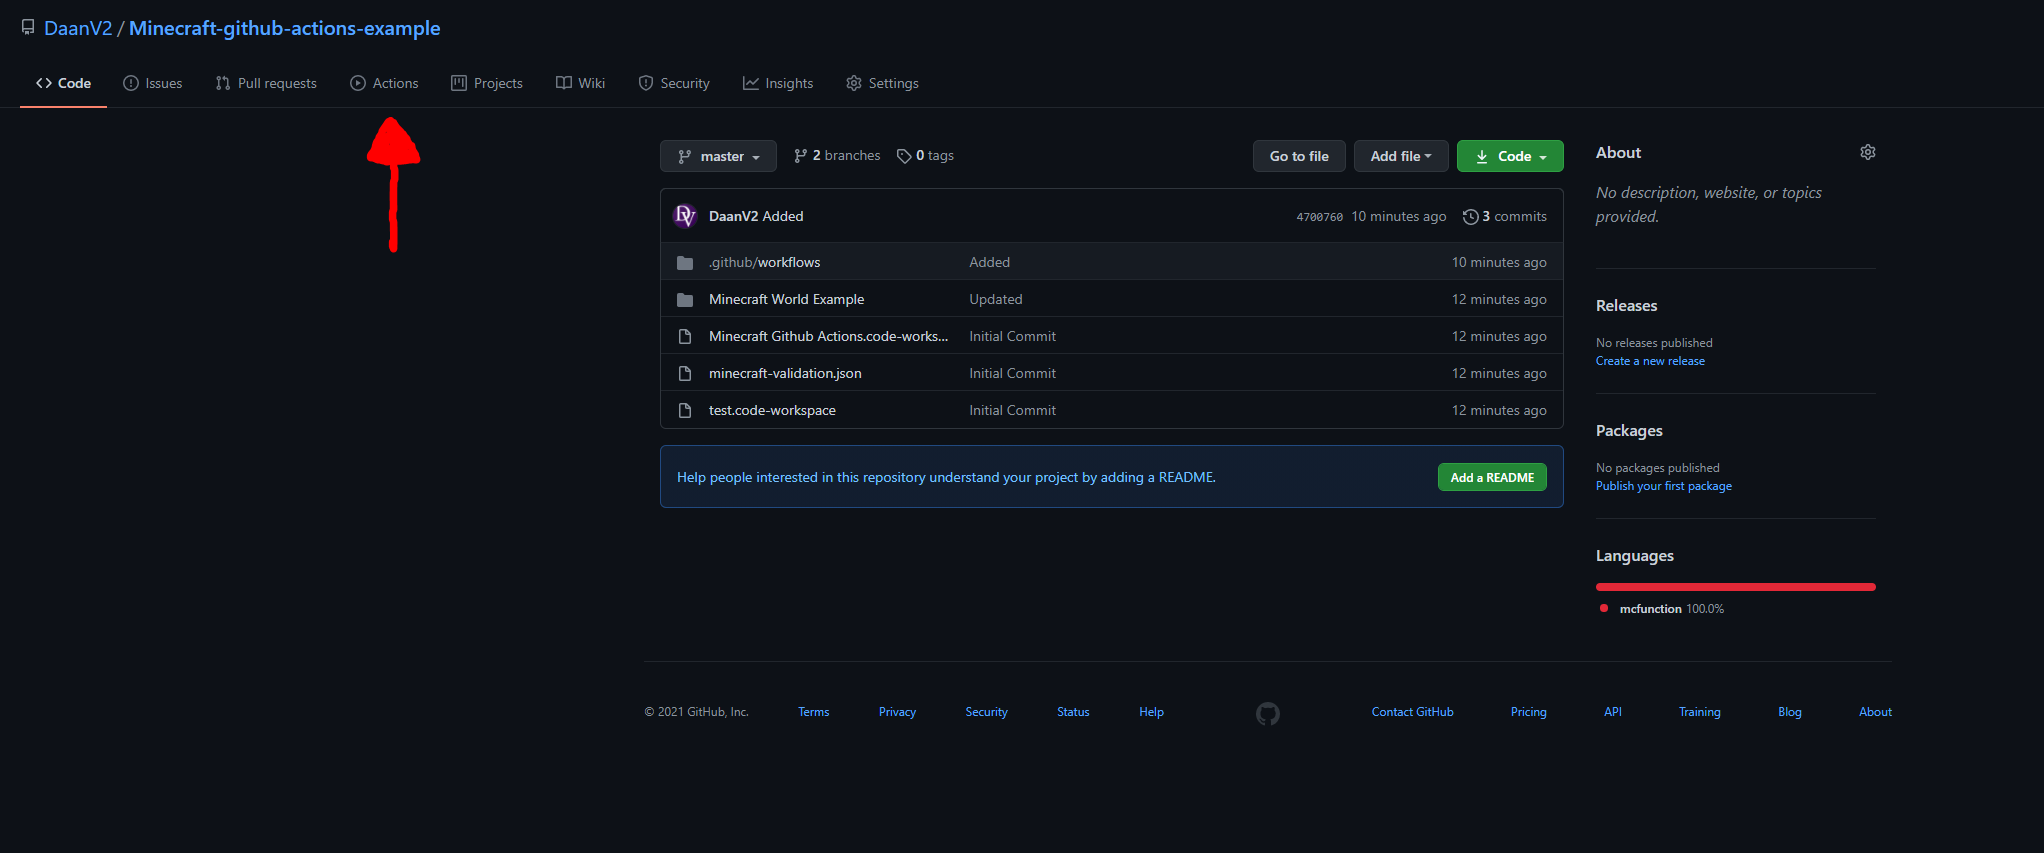 DaanV2 / Minecraft-github-actions-example
Code Issues Pull requests Actions Projects Wiki Security Insights Settings
master 2 branches 0 tags Go to file Add file Code
DaanV2 Added 4700760 10 minutes ago 3 commits
.github/workflows Added 10 minutes ago
Minecraft World Example Updated 12 minutes ago
Minecraft Github Actions.code-works... Initial Commit 12 minutes ago
minecraft-validation.json Initial Commit 12 minutes ago
test.code-workspace Initial Commit 12 minutes ago
Help people interested in this repository understand your project by adding a README. Add a README
About
No description, website, or topics
provided.
Releases
No releases published
Create a new release
Packages
No packages published
Publish your first package
Languages
mcfunction 100.0%
© 2021 GitHub, Inc. Terms Privacy Security Status Help Contact GitHub Pricing API Training Blog About